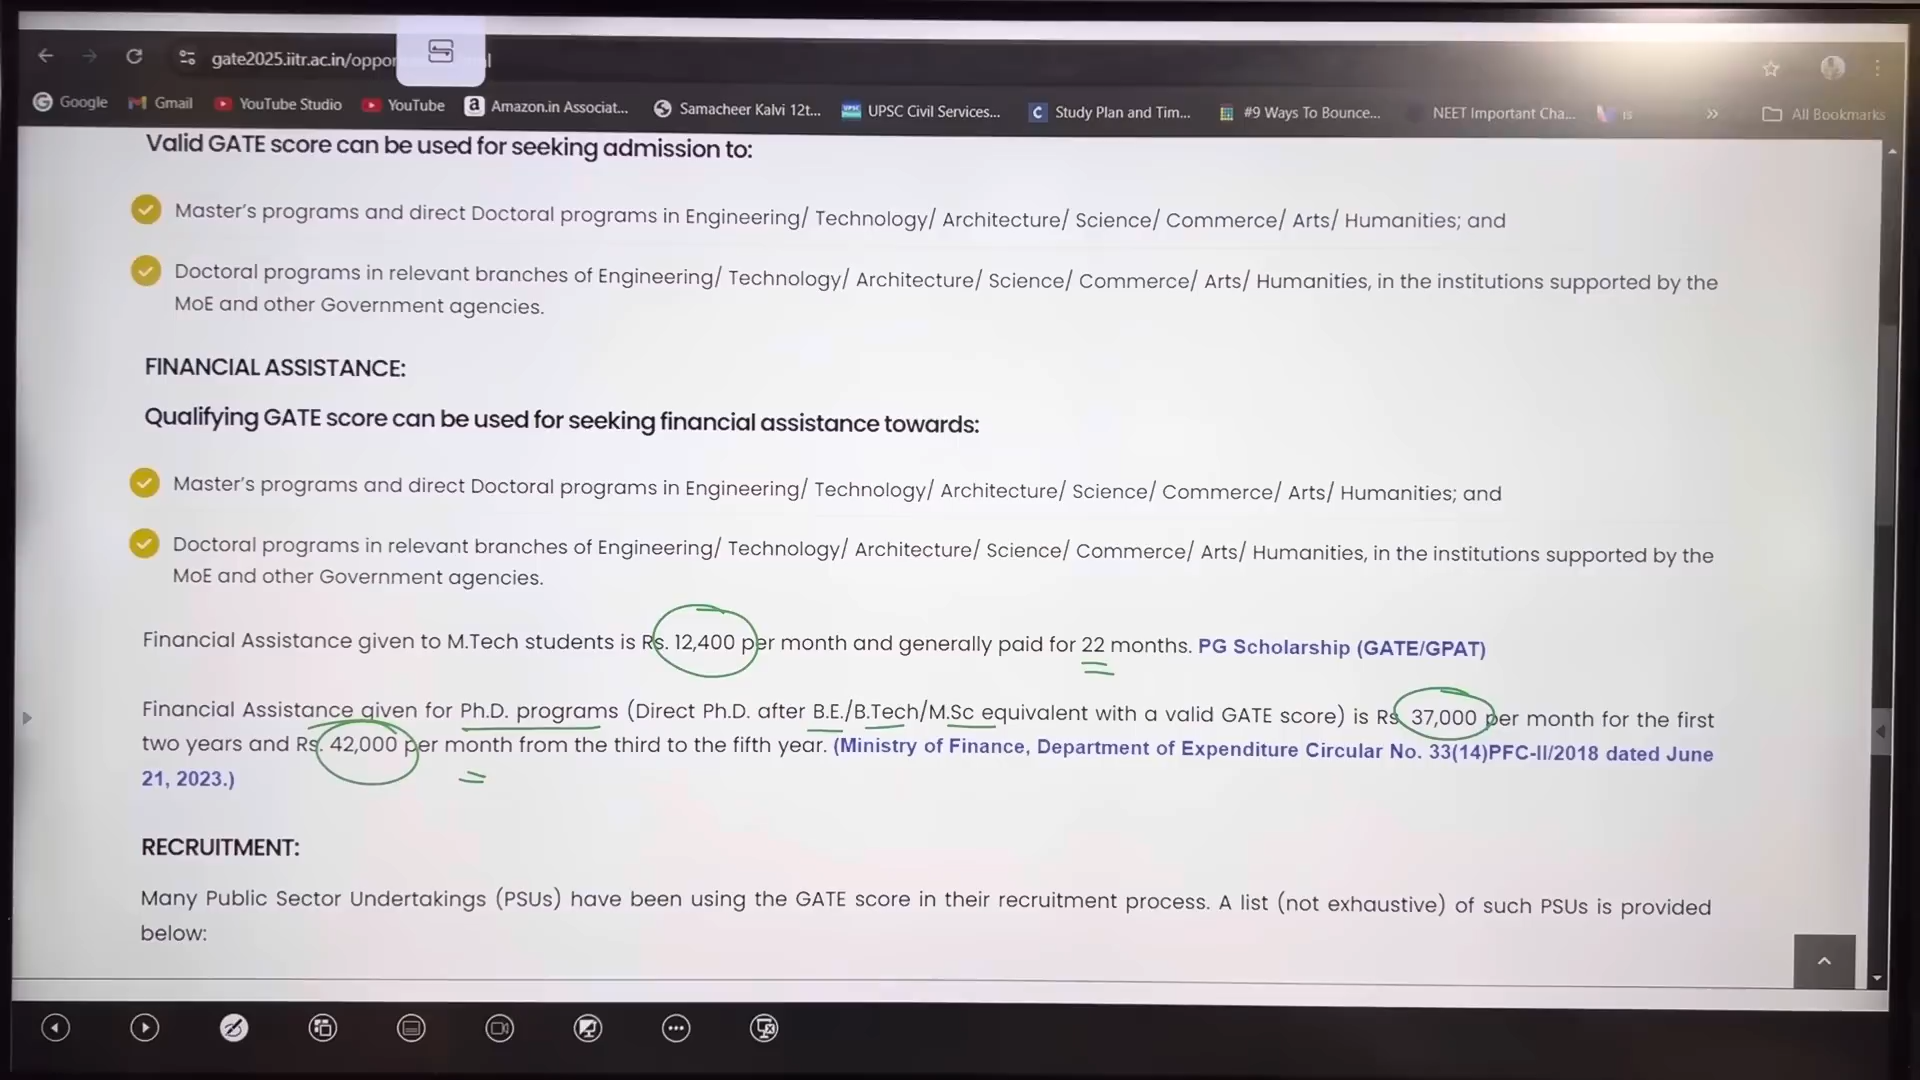 gate2025.iitr.ac.in/oppor
Google Gmail YouTube Studio YouTube Amazon.in Associat... Samacheer Kalvi 12t... UPSC Civil Services... Study Plan and Tim... #9 Ways To Bounce... NEET Important Cha... is » All Bookmarks
Valid GATE score can be used for seeking admission to:
Master's programs and direct Doctoral programs in Engineering/ Technology/ Architecture/ Science/ Commerce/ Arts/ Humanities; and
Doctoral programs in relevant branches of Engineering/ Technology/ Architecture/ Science/ Commerce/ Arts/ Humanities, in the institutions supported by the
MoE and other Government agencies.
FINANCIAL ASSISTANCE:
Qualifying GATE score can be used for seeking financial assistance towards:
Master's programs and direct Doctoral programs in Engineering/ Technology/ Architecture/ Science/ Commerce/ Arts/ Humanities; and
Doctoral programs in relevant branches of Engineering/ Technology/ Architecture/ Science/ Commerce/ Arts/ Humanities, in the institutions supported by the
MoE and other Government agencies.
Financial Assistance given to M.Tech students is Rs. 12,400 per month and generally paid for 22 months. PG Scholarship (GATE/GPAT)
Financial Assistance given for Ph.D. programs (Direct Ph.D. after B.E./B.Tech/M.Sc equivalent with a valid GATE score) is Rs. 37,000 per month for the first
two years and Rs. 42,000 per month from the third to the fifth year. (Ministry of Finance, Department of Expenditure Circular No. 33(14)PFC-II/2018 dated June
21, 2023.)
RECRUITMENT:
Many Public Sector Undertakings (PSUs) have been using the GATE score in their recruitment process. A list (not exhaustive) of such PSUs is provided
below: